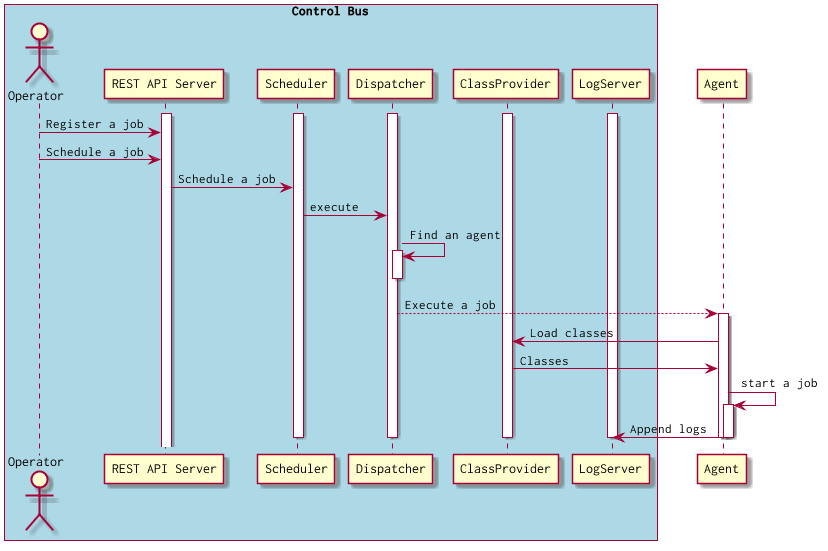 Control Bus
Operator
REST API Server
Scheduler
Dispatcher
ClassProvider
LogServer
Agent
Register a job
Schedule a job
Schedule a job
execute
Find an agent
Execute a job
Load classes
Classes
start a job
Append logs
Operator
REST API Server
Scheduler
Dispatcher
ClassProvider
LogServer
Agent